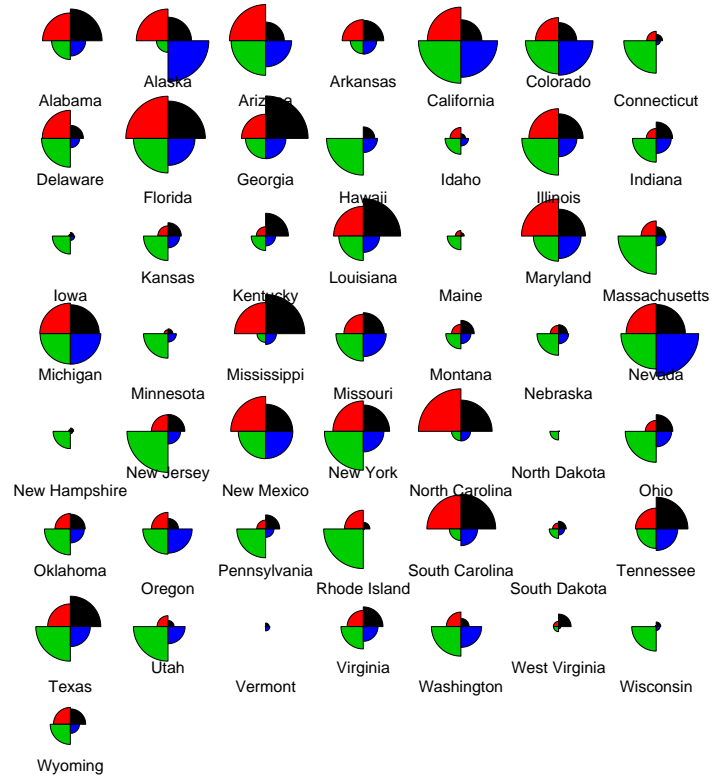 Alabama
Alaska
Arizona
Arkansas
California
Colorado
Connecticut
Delaware
Florida
Georgia
Hawaii
Idaho
Illinois
Indiana
Iowa
Kansas
Kentucky
Louisiana
Maine
Maryland
Massachusetts
Michigan
Minnesota
Mississippi
Missouri
Montana
Nebraska
Nevada
New Hampshire
New Jersey
New Mexico
New York
North Carolina
North Dakota
Ohio
Oklahoma
Oregon
Pennsylvania
Rhode Island
South Carolina
South Dakota
Tennessee
Texas
Utah
Vermont
Virginia
Washington
West Virginia
Wisconsin
Wyoming